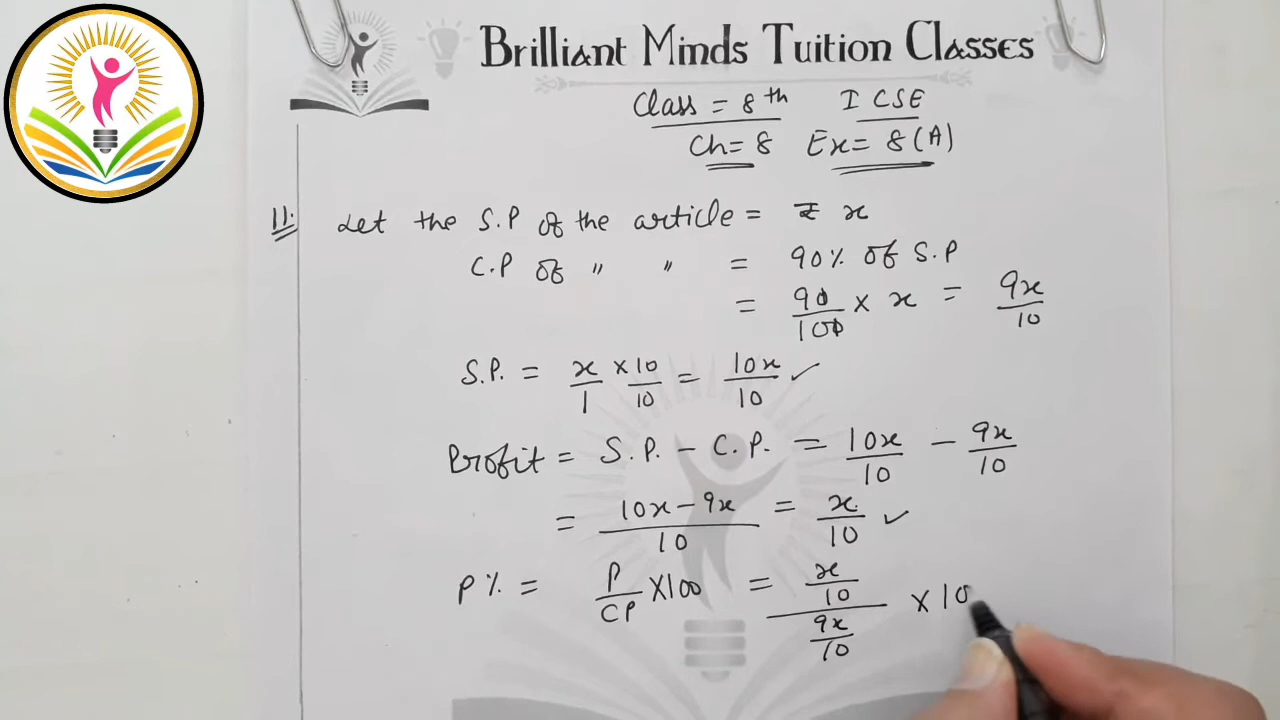 Brilliant Minds Tuition Classes
Class = 8th ICSE
Ch= 8 Ex= 8(A)
11. Let the S.P of the article = ₹ x
C.P of " " = 90% of S.P
= 90/100 × x = 9x/10
S.P. = x/1 × 10/10 = 10x/10 ✓
Profit = S.P. - C.P. = 10x/10 - 9x/10
= 10x - 9x/10 = x/10 ✓
P% = P/CP × 100 = x/10 / 9x/10 × 10